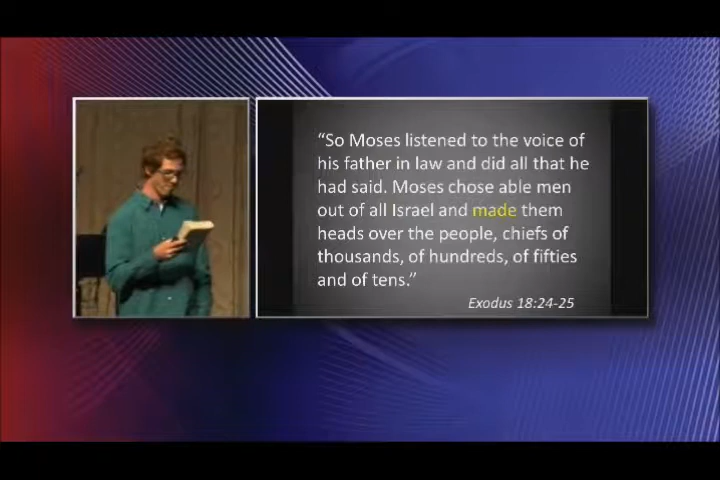 “So Moses listened to the voice of
his father in law and did all that he
had said. Moses chose able men
out of all Israel and made them
heads over the people, chiefs of
thousands, of hundreds, of fifties
and of tens.”
Exodus 18:24-25